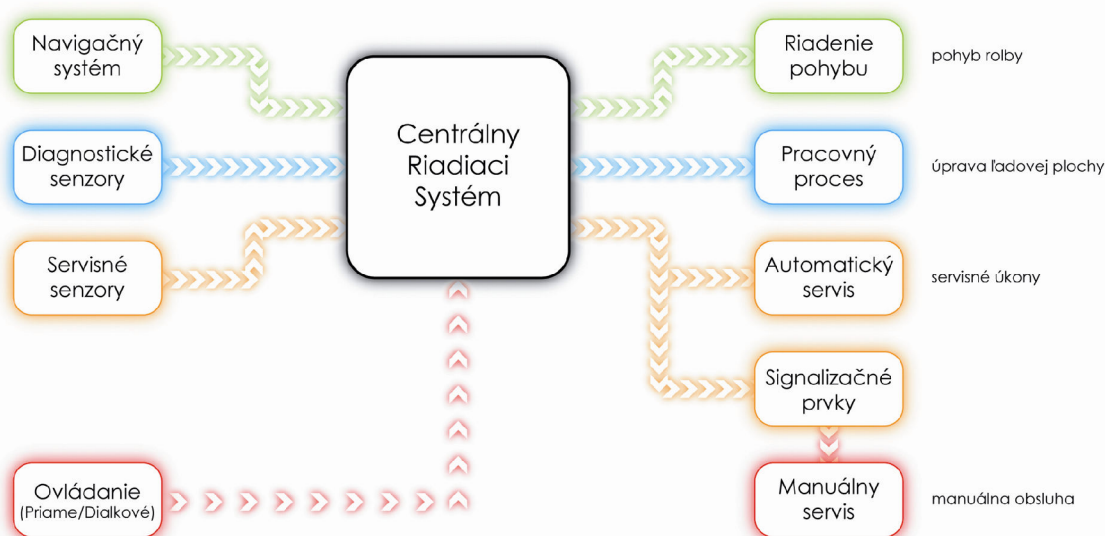 Navigačný
systém
Riadenie
pohybu
pohyb rolby
Centrálny
Riadiaci
Systém
Diagnostické
senzory
Pracovný
proces
úprava ľadovej plochy
Servisné
senzory
Automatický
servis
servisné úkony
Signalizačné
prvky
Ovládanie
(Priame/Dialkové)
Manuálny
servis
manuálna obsluha